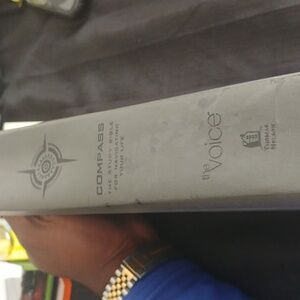 COMPASS
THE STUDY BIBLE
FOR NAVIGATING
YOUR LIFE
the
voice
THOMAS
NELSON